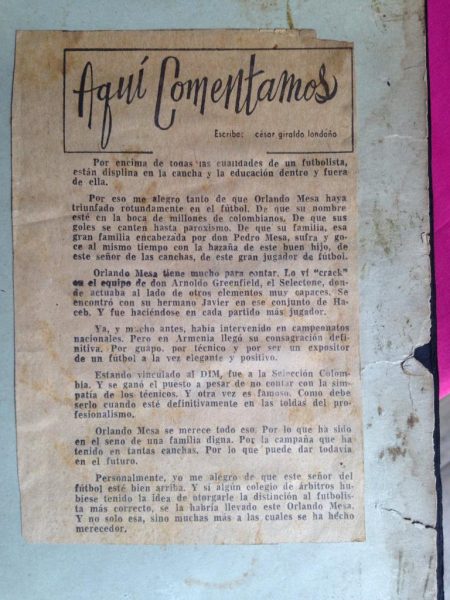 Aquí Comentamos
Escribe: césar giraldo londoño
Por encima de todas las cualidades de un futbolista,
están displina en la cancha y la educación dentro y fuera
de ella.
Por eso me alegro tanto de que Orlando Mesa haya
triunfado rotundamente en el fútbol. De que su nombre
esté en la boca de millones de colombianos. De que sus
goles se canten hasta paroxismo. De que su familia, esa
gran familia encabezada por don Pedro Mesa, sufra y go-
ce al mismo tiempo con la hazaña de este buen hijo, de
este señor de las canchas, de este gran jugador de fútbol.
Orlando Mesa tiene mucho para contar. Lo ví "crack"
en el equipo de don Arnoldo Greenfield, el Selectone, don-
de actuaba al lado de otros elementos muy capaces. Se
encontró con su hermano Javier en ese conjunto de Ha-
ceb. Y fue haciéndose en cada partido más jugador.
Ya, y mucho antes, había intervenido en campeonatos
nacionales. Pero en Armenia llegó su consagración defi-
nitiva. Por guapo, por técnico y por ser un expositor
de un fútbol a la vez elegante y positivo.
Estando vinculado al DIM, fue a la Selección Colom-
bia. Y se ganó el puesto a pesar de no contar con la sim-
patía de los técnicos. Y otra vez es famoso. Como debe
serlo cuando esté definitivamente en las toldas del pro-
fesionalismo.
Orlando Mesa se merece todo eso. Por lo que ha sido
en el seno de una familia digna. Por la campaña que ha
tenido en tantas canchas. Por lo que puede dar todavía
en el futuro.
Personalmente, yo me alegro de que este señor del
fútbol esté bien arriba. Y si algún colegio de árbitros hu-
biese tenido la idea de otorgarle la distinción al futbolis-
ta más correcto, se la habría llevado este Orlando Mesa.
Y no solo esa, sino muchas más a las cuales se ha hecho
merecedor.